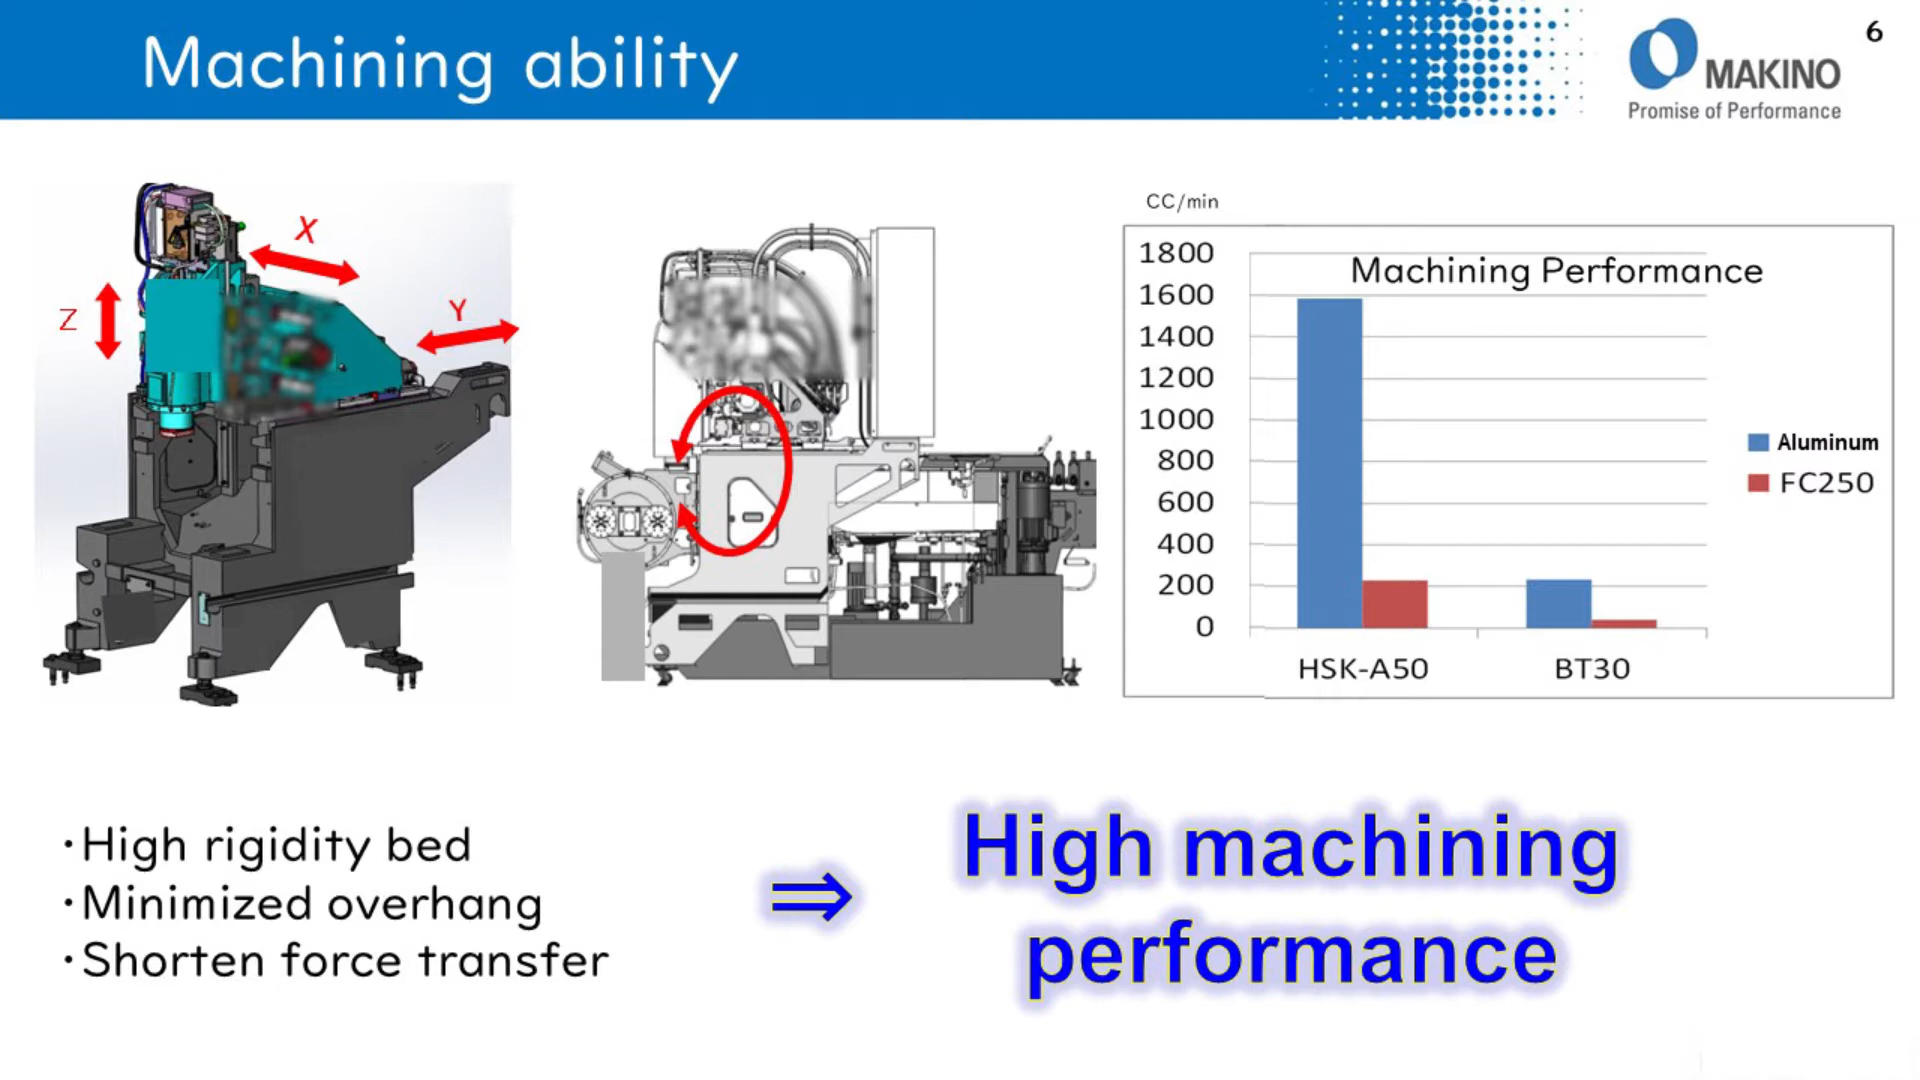 Machining ability
MAKINO
Promise of Performance
6
X
Y
Z
CC/min
Machining Performance
1800
1600
1400
1200
1000
800
600
400
200
0
HSK-A50
BT30
Aluminum
FC250
・High rigidity bed
・Minimized overhang
・Shorten force transfer
⇒
High machining
performance